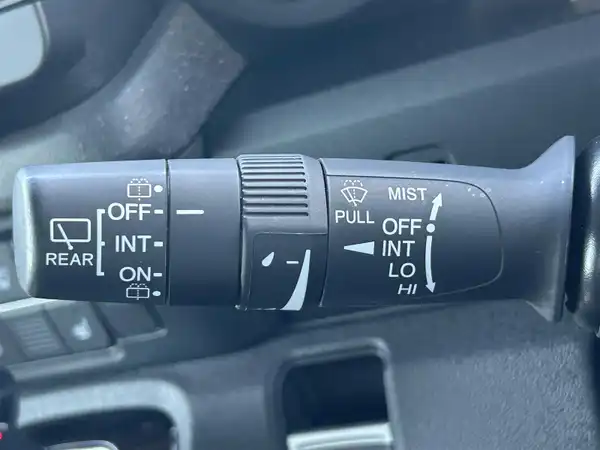 OFF
INT
ON
REAR
PULL
MIST
OFF
INT
LO
HI